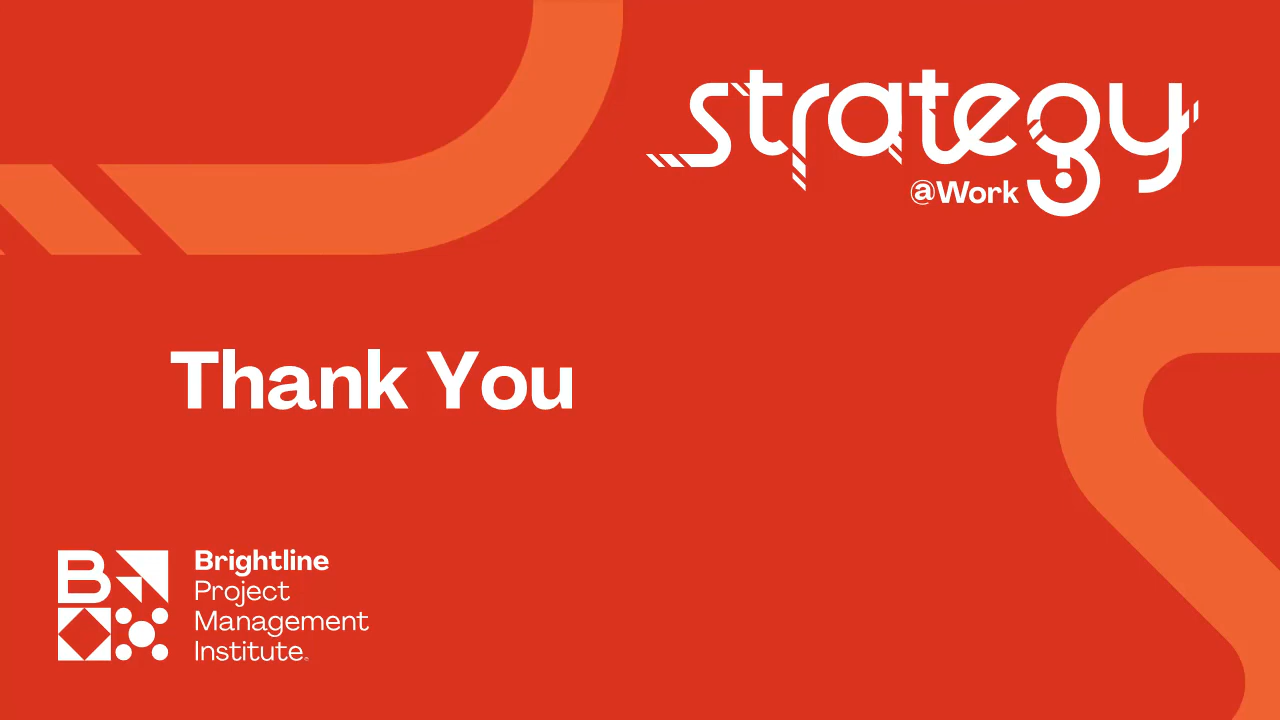 strategy
@Work
Thank You
B
Brightline
Project
Management
Institute.